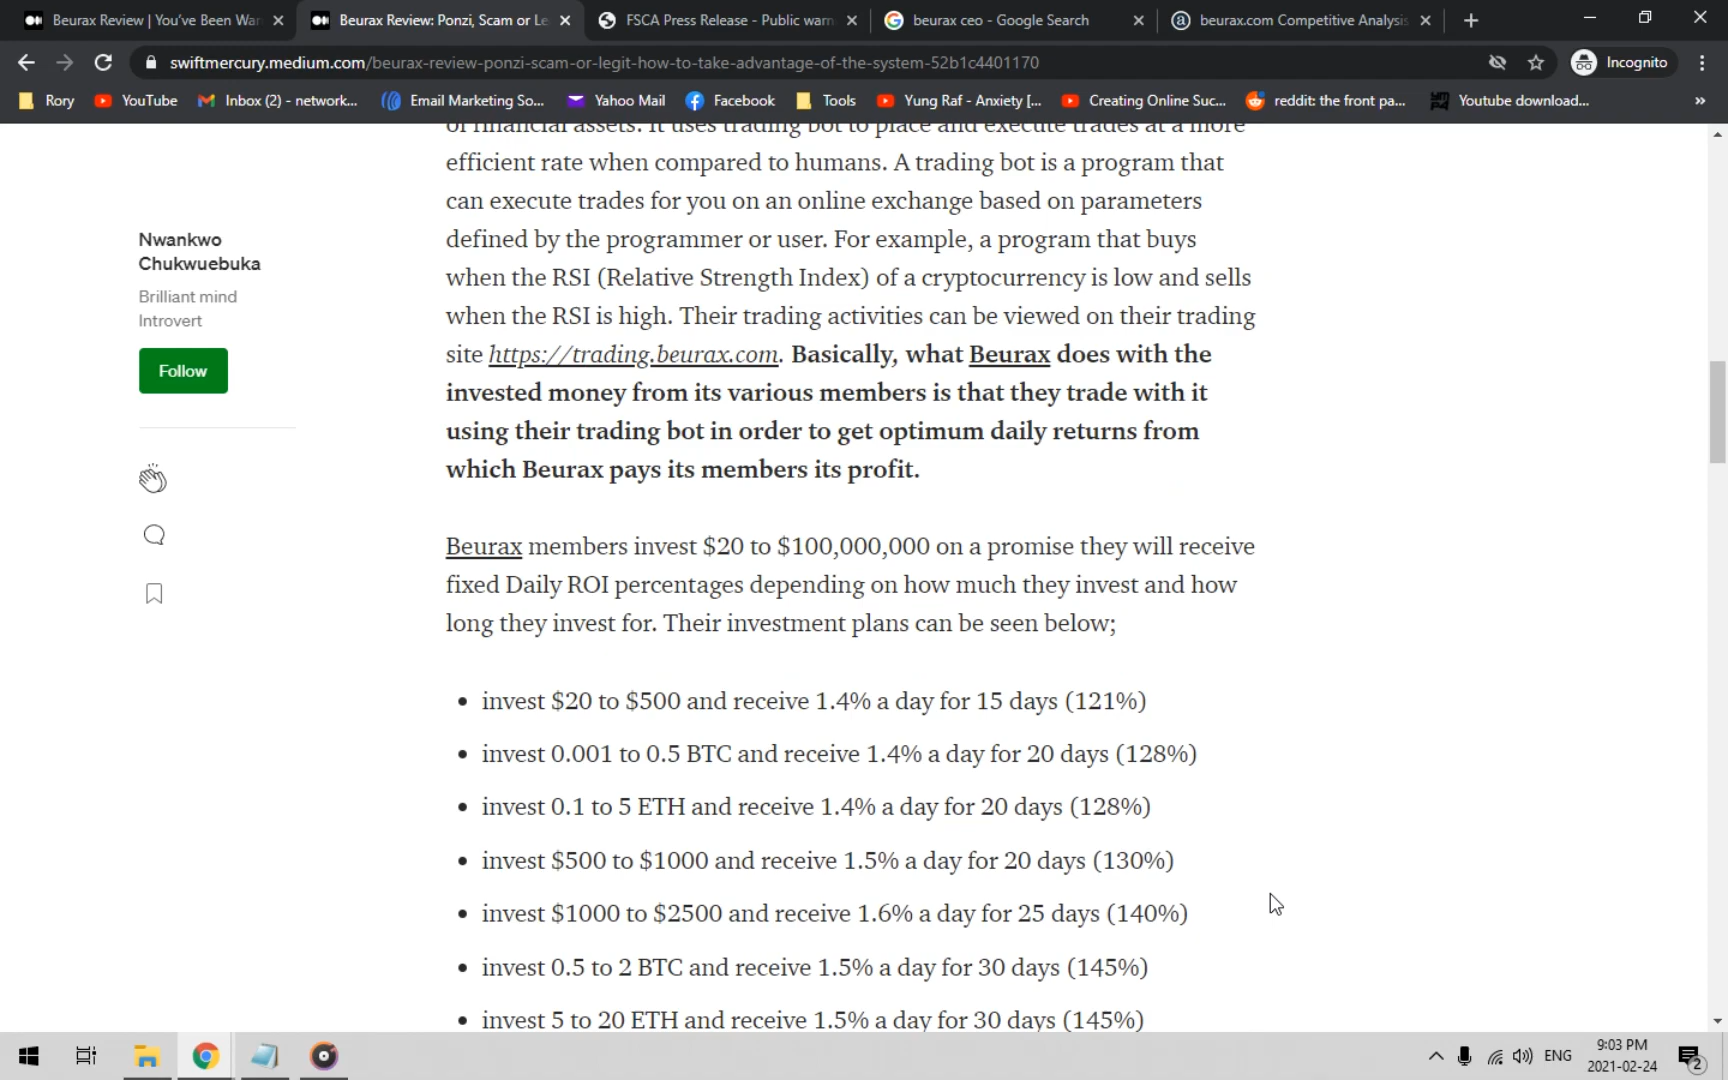 Beurax Review | You've Been War
Beurax Review: Ponzi, Scam or Le
FSCA Press Release - Public warn
beurax ceo - Google Search
beurax.com Competitive Analysis
swiftmercury.medium.com/beurax-review-ponzi-scam-or-legit-how-to-take-advantage-of-the-system-52b1c4401170
Incognito
Rory
YouTube
Inbox (2) - network...
Email Marketing So...
Yahoo Mail
Facebook
Tools
Yung Raf - Anxiety [...
Creating Online Suc...
reddit: the front pa...
Youtube download...
of financial assets. It uses trading bot to place and execute trades at a more
efficient rate when compared to humans. A trading bot is a program that
can execute trades for you on an online exchange based on parameters
defined by the programmer or user. For example, a program that buys
when the RSI (Relative Strength Index) of a cryptocurrency is low and sells
when the RSI is high. Their trading activities can be viewed on their trading
site https://trading.beurax.com. Basically, what Beurax does with the
invested money from its various members is that they trade with it
using their trading bot in order to get optimum daily returns from
which Beurax pays its members its profit.
Nwankwo
Chukwuebuka
Brilliant mind
Introvert
Follow
Beurax members invest $20 to $100,000,000 on a promise they will receive
fixed Daily ROI percentages depending on how much they invest and how
long they invest for. Their investment plans can be seen below;
• invest $20 to $500 and receive 1.4% a day for 15 days (121%)
• invest 0.001 to 0.5 BTC and receive 1.4% a day for 20 days (128%)
• invest 0.1 to 5 ETH and receive 1.4% a day for 20 days (128%)
• invest $500 to $1000 and receive 1.5% a day for 20 days (130%)
• invest $1000 to $2500 and receive 1.6% a day for 25 days (140%)
• invest 0.5 to 2 BTC and receive 1.5% a day for 30 days (145%)
• invest 5 to 20 ETH and receive 1.5% a day for 30 days (145%)
ENG
9:03 PM
2021-02-24
2